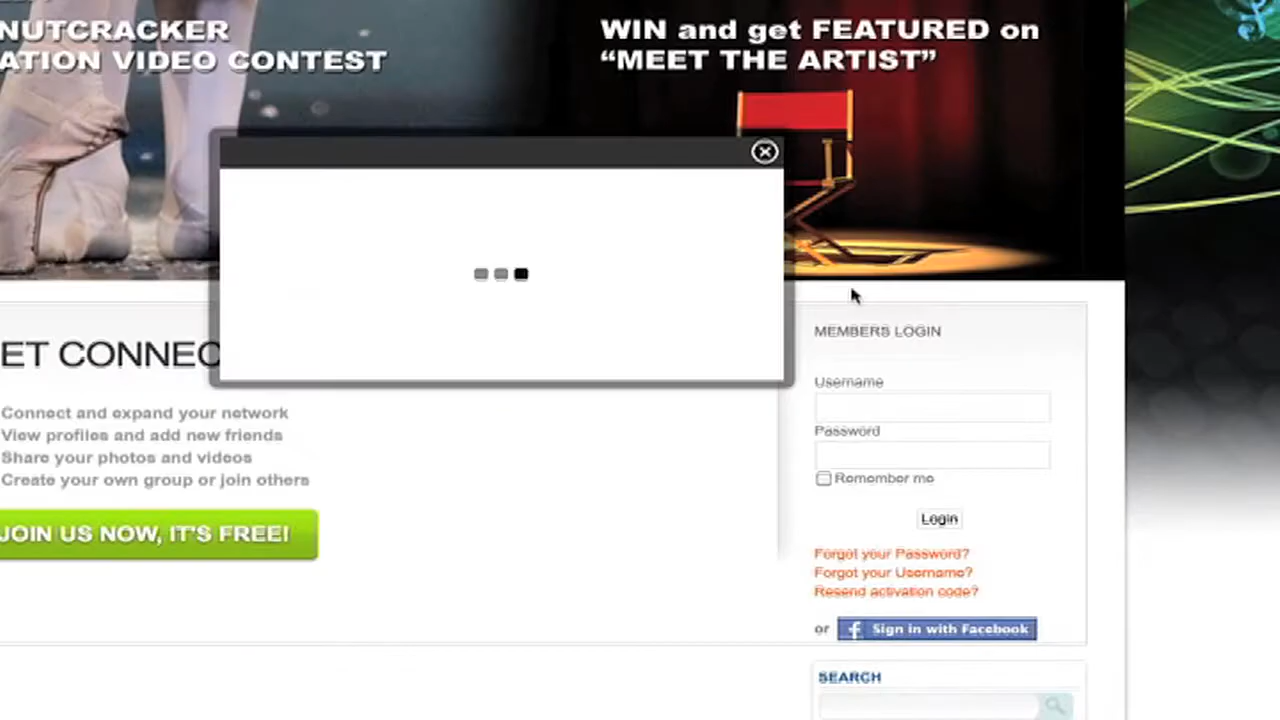 NUTCRACKER
ATION VIDEO CONTEST
WIN and get FEATURED on
“MEET THE ARTIST”
ET CONNEC
Connect and expand your network
View profiles and add new friends
Share your photos and videos
Create your own group or join others
JOIN US NOW, IT'S FREE!
MEMBERS LOGIN
Username
Password
Remember me
Login
Forgot your Password?
Forgot your Username?
Resend activation code?
or f Sign in with Facebook
SEARCH